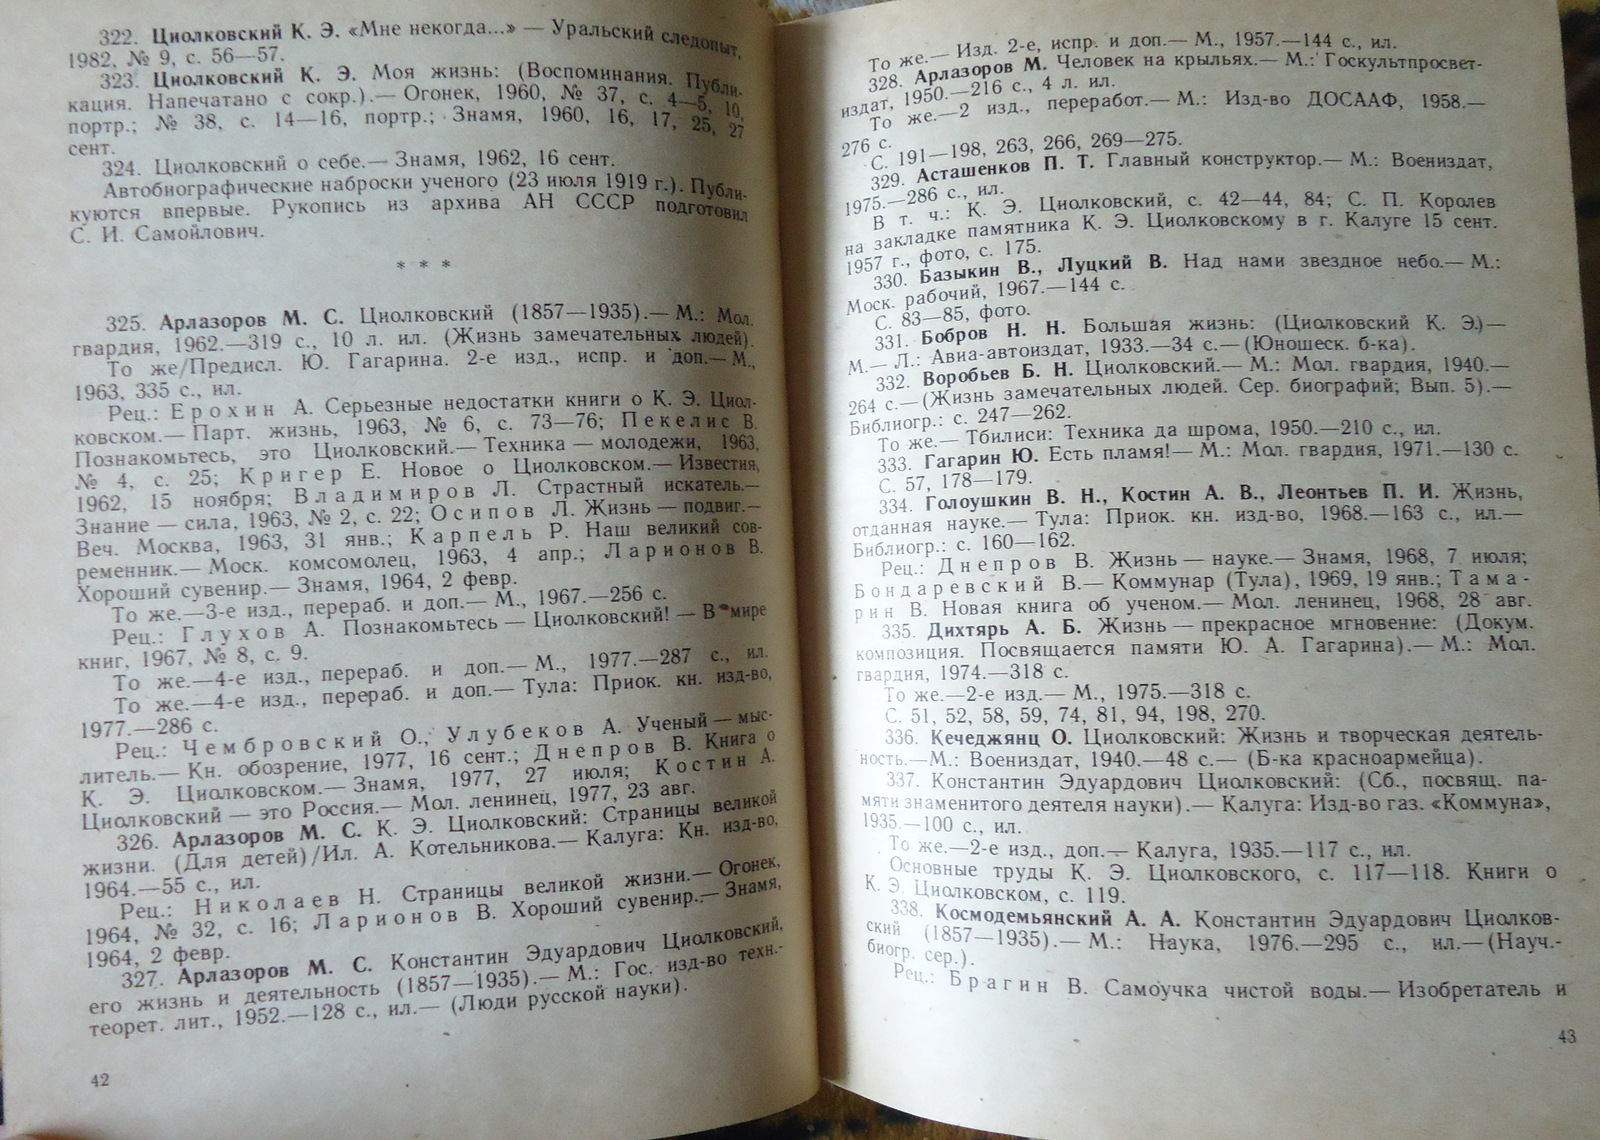 322. Циолковский К. Э. «Мне некогда...» — Уральский следопыт,
1982, № 9, с. 56—57.
323. Циолковский К. Э. Моя жизнь: (Воспоминания. Публи-
кация. Напечатано с сокр.).— Огонек, 1960, № 37, с. 4—5, 10,
портр.; № 38, с. 14—16, портр.; Знамя, 1960, 16, 17, 25, 27
сент.
324. Циолковский о себе.— Знамя, 1962, 16 сент.
Автобиографические наброски ученого (23 июля 1919 г.). Публи-
куются впервые. Рукопись из архива АН СССР подготовил
С. И. Самойлович.
* * *
325. Арлазоров М. С. Циолковский (1857—1935).— М.: Мол.
гвардия, 1962.—319 с., 10 л. ил. (Жизнь замечательных людей).
То же/Предисл. Ю. Гагарина. 2-е изд., испр. и доп.— М.,
1963, 335 с., ил.
Рец.: Ерохин А. Серьезные недостатки книги о К. Э. Циол-
ковском.— Парт. жизнь, 1963, № 6, с. 73—76; Пекелис В.
Познакомьтесь, это Циолковский.— Техника — молодежи, 1963,
№ 4, с. 25; Кригер Е. Новое о Циолковском.— Известия,
1962, 15 ноября; Владимиров Л. Страстный искатель.—
Знание — сила, 1963, № 2, с. 22; Осипов Л. Жизнь — подвиг.—
Веч. Москва, 1963, 31 янв.; Карпель Р. Наш великий сов-
ременник.— Моск. комсомолец, 1963, 4 апр.; Ларионов В.
Хороший сувенир.— Знамя, 1964, 2 февр.
То же.—3-е изд., перераб. и доп.— М., 1967.—256 с.
Рец.: Глухов А. Познакомьтесь — Циолковский! — В мире
книг, 1967, № 8, с. 9.
То же.—4-е изд., перераб. и доп.— М., 1977.—287 с., ил.
То же.—4-е изд., перераб. и доп.— Тула: Приок. кн. изд-во,
1977.—286 с.
Рец.: Чембровский О., Улубеков А. Ученый — мыс-
литель.— Кн. обозрение, 1977, 16 сент.; Днепров В. Книга о
К. Э. Циолковском.— Знамя, 1977, 27 июля; Костин А.
Циолковский — это Россия.— Мол. ленинец, 1977, 23 авг.
326. Арлазоров М. С. К. Э. Циолковский: Страницы великой
жизни. (Для детей)/Ил. А. Котельникова.— Калуга: Кн. изд-во,
1964.—55 с., ил.
Рец.: Николаев Н. Страницы великой жизни.— Огонек,
1964, № 32, с. 16; Ларионов В. Хороший сувенир.— Знамя,
1964, 2 февр.
327. Арлазоров М. С. Константин Эдуардович Циолковский,
его жизнь и деятельность (1857—1935).— М.: Гос. изд-во техн.-
теорет. лит., 1952.—128 с., ил.— (Люди русской науки).
42
То же.— Изд. 2-е, испр. и доп.— М., 1957.—144 с., ил.
328. Арлазоров М. Человек на крыльях.— М.: Госкультпросвет-
издат, 1950.—216 с., 4 л. ил.
То же.—2 изд., переработ.— М.: Изд-во ДОСААФ, 1958.—
276 с.
С. 191—198, 263, 266, 269—275.
329. Асташенков П. Т. Главный конструктор.— М.: Воениздат,
1975.—286 с., ил.
В т. ч.: К. Э. Циолковский, с. 42—44, 84; С. П. Королев
на закладке памятника К. Э. Циолковскому в г. Калуге 15 сент.
1957 г., фото, с. 175.
330. Базыкин В., Луцкий В. Над нами звездное небо.— М.:
Моск. рабочий, 1967.—144 с.
С. 83—85, фото.
331. Бобров Н. Н. Большая жизнь: (Циолковский К. Э.)—
М.— Л.: Авиа-автоиздат, 1933.—34 с.— (Юношеск. б-ка).
332. Воробьев Б. Н. Циолковский.— М.: Мол. гвардия, 1940.—
264 с.— (Жизнь замечательных людей. Сер. биографий; Вып. 5).—
Библиогр.: с. 247—262.
То же.— Тбилиси: Техника да шрома, 1950.—210 с., ил.
333. Гагарин Ю. Есть пламя!— М.: Мол. гвардия, 1971.—130 с.
С. 57, 178—179.
334. Голоушкин В. Н., Костин А. В., Леонтьев П. И. Жизнь,
отданная науке.— Тула: Приок. кн. изд-во, 1968.—163 с., ил.—
Библиогр.: с. 160—162.
Рец.: Днепров В. Жизнь — науке.— Знамя, 1968, 7 июля;
Бондаревский В.— Коммунар (Тула), 1969, 19 янв.; Тама-
рин В. Новая книга об ученом.— Мол. ленинец, 1968, 28 авг.
335. Дихтярь А. Б. Жизнь — прекрасное мгновение: (Докум.
композиция. Посвящается памяти Ю. А. Гагарина).— М.: Мол.
гвардия, 1974.—318 с.
То же.—2-е изд.— М., 1975.—318 с.
С. 51, 52, 58, 59, 74, 81, 94, 198, 270.
336. Кечеджянц О. Циолковский: Жизнь и творческая деятель-
ность.—М.: Воениздат, 1940.—48 с.— (Б-ка красноармейца).
337. Константин Эдуардович Циолковский: (Сб., посвящ. па-
мяти знаменитого деятеля науки).— Калуга: Изд-во газ. «Коммуна»,
1935.—100 с., ил.
То же.—2-е изд., доп.— Калуга, 1935.—117 с., ил.
Основные труды К. Э. Циолковского, с. 117—118. Книги о
К. Э. Циолковском, с. 119.
338. Космодемьянский А. А. Константин Эдуардович Циолков-
ский (1857—1935).— М.: Наука, 1976.—295 с., ил.—(Науч.-
биогр. сер.).
Рец.: Брагин В. Самоучка чистой воды.— Изобретатель и
43